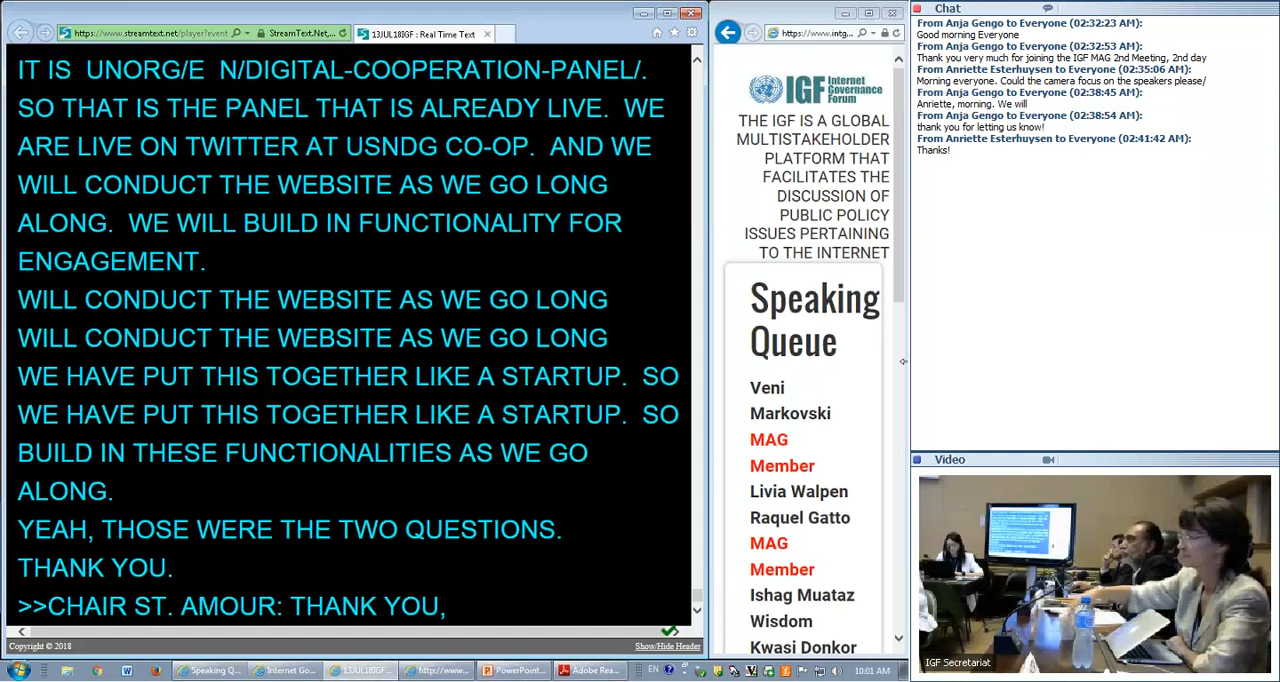 https://www.streamtext.net/player?event
StreamText.Net,
13JUL18IGF : Real Time Text
IT IS  UNORG/E  N/DIGITAL-COOPERATION-PANEL/.
SO THAT IS THE PANEL THAT IS ALREADY LIVE.  WE
ARE LIVE ON TWITTER AT USNDG CO-OP.  AND WE
WILL CONDUCT THE WEBSITE AS WE GO LONG
ALONG.  WE WILL BUILD IN FUNCTIONALITY FOR
ENGAGEMENT.
WILL CONDUCT THE WEBSITE AS WE GO LONG
WILL CONDUCT THE WEBSITE AS WE GO LONG
WE HAVE PUT THIS TOGETHER LIKE A STARTUP.  SO
WE HAVE PUT THIS TOGETHER LIKE A STARTUP.  SO
BUILD IN THESE FUNCTIONALITIES AS WE GO
ALONG.
YEAH, THOSE WERE THE TWO QUESTIONS.
THANK YOU.
>>CHAIR ST. AMOUR: THANK YOU,
Copyright © 2018
Show/Hide Header
https://www.intg
IGF Internet
Governance
Forum
THE IGF IS A GLOBAL
MULTISTAKEHOLDER
PLATFORM THAT
FACILITATES THE
DISCUSSION OF
PUBLIC POLICY
ISSUES PERTAINING
TO THE INTERNET
Speaking
Queue
Veni
Markovski
MAG
Member
Livia Walpen
Raquel Gatto
MAG
Member
Ishag Muataz
Wisdom
Kwasi Donkor
Chat
From Anja Gengo to Everyone (02:32:23 AM):
Good morning Everyone
From Anja Gengo to Everyone (02:32:53 AM):
Thank you very much for joining the IGF MAG 2nd Meeting, 2nd day
From Anriette Esterhuysen to Everyone (02:35:06 AM):
Morning everyone. Could the camera focus on the speakers please/
From Anja Gengo to Everyone (02:38:45 AM):
Anriette, morning. We will
From Anja Gengo to Everyone (02:38:54 AM):
thank you for letting us know!
From Anriette Esterhuysen to Everyone (02:41:42 AM):
Thanks!
Video
IGF Secretariat
Speaking Q...
Internet Go...
13JUL18IGF...
http://www...
PowerPoint...
Adobe Rea...
EN
10:01 AM